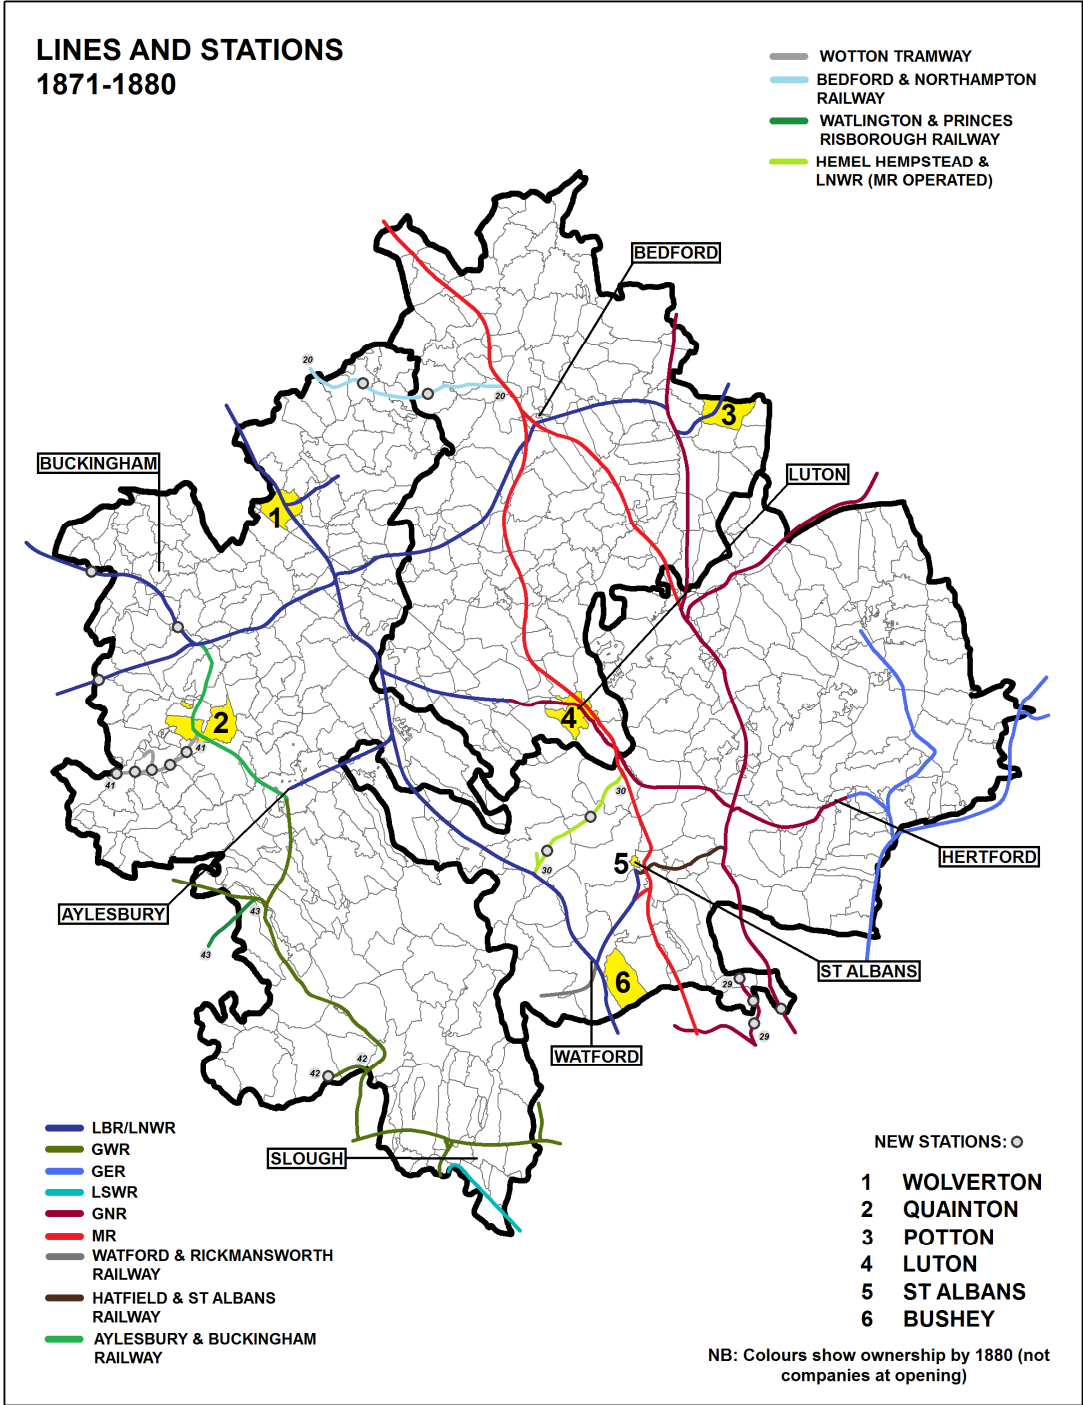 LINES AND STATIONS
1871-1880
WOTTON TRAMWAY
BEDFORD & NORTHAMPTON
RAILWAY
WATLINGTON & PRINCES
RISBOROUGH RAILWAY
HEMEL HEMPSTEAD &
LNWR (MR OPERATED)
BEDFORD
20
20
3
BUCKINGHAM
LUTON
1
2
4
41
41
30
30
5
HERTFORD
AYLESBURY
43
43
ST ALBANS
6
29
29
WATFORD
42
42
SLOUGH
LBR/LNWR
GWR
GER
LSWR
GNR
MR
WATFORD & RICKMANSWORTH
RAILWAY
HATFIELD & ST ALBANS
RAILWAY
AYLESBURY & BUCKINGHAM
RAILWAY
NEW STATIONS:
1 WOLVERTON
2 QUAINTON
3 POTTON
4 LUTON
5 ST ALBANS
6 BUSHEY
NB: Colours show ownership by 1880 (not
companies at opening)